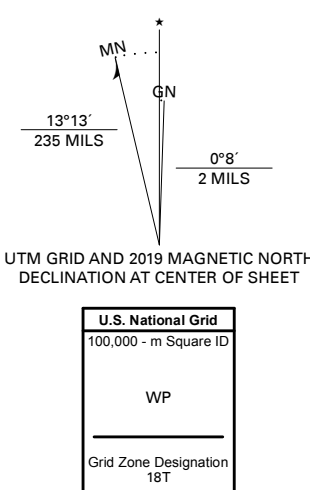 ★
MN
GN
13°13´
235 MILS
0°8´
2 MILS
UTM GRID AND 2019 MAGNETIC NORTH
DECLINATION AT CENTER OF SHEET
U.S. National Grid
100,000 - m Square ID
WP
Grid Zone Designation
18T